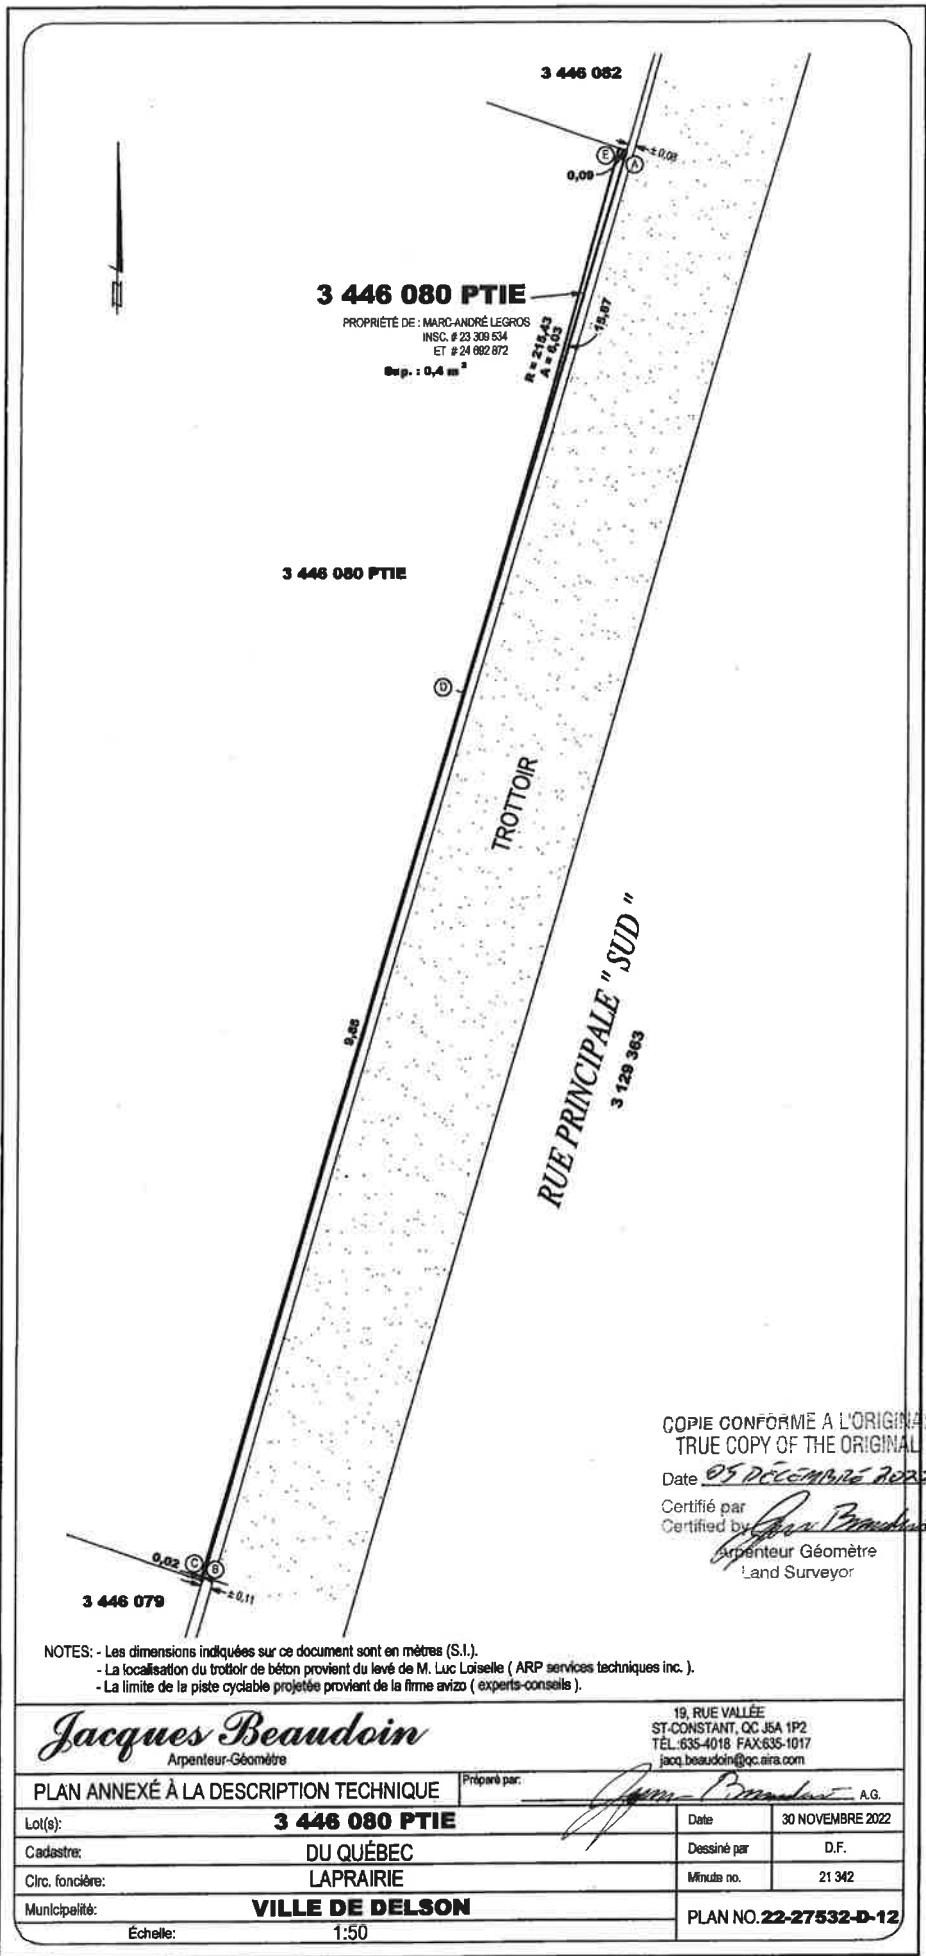 3 446 082
E
A
±0,08
0,09
3 446 080 PTIE
PROPRIÉTÉ DE : MARC-ANDRÉ LEGROS
INSC. # 23 309 534
ET # 24 692 872
Sup. : 0,4 m²
R = 215,43
A = 6,03
15,87
3 446 080 PTIE
D
TROTTOIR
RUE PRINCIPALE " SUD "
3 129 363
COPIE CONFORME A L'ORIGINAL
TRUE COPY OF THE ORIGINAL
Date 05 DÉCEMBRE 2022
Certifié par
Certified by
Arpenteur Géomètre
Land Surveyor
0,02
C
B
±0,11
3 446 079
NOTES: - Les dimensions indiquées sur ce document sont en mètres (S.I.).
- La localisation du trottoir de béton provient du levé de M. Luc Loiselle ( ARP services techniques inc. ).
- La limite de la piste cyclable projetée provient de la firme avizo ( experts-conseils ).
Jacques Beaudoin
Arpenteur-Géomètre
19, RUE VALLÉE
ST-CONSTANT, QC J5A 1P2
TÉL.:635-4018 FAX:635-1017
jacq.beaudoin@qc.aira.com
PLAN ANNEXÉ À LA DESCRIPTION TECHNIQUE
Préparé par:
A.G.
Lot(s): 3 446 080 PTIE
Date 30 NOVEMBRE 2022
Cadastre: DU QUÉBEC
Dessiné par D.F.
Circ. foncière: LAPRAIRIE
Minute no. 21 342
Municipalité: VILLE DE DELSON
PLAN NO. 22-27532-D-12
Échelle: 1:50